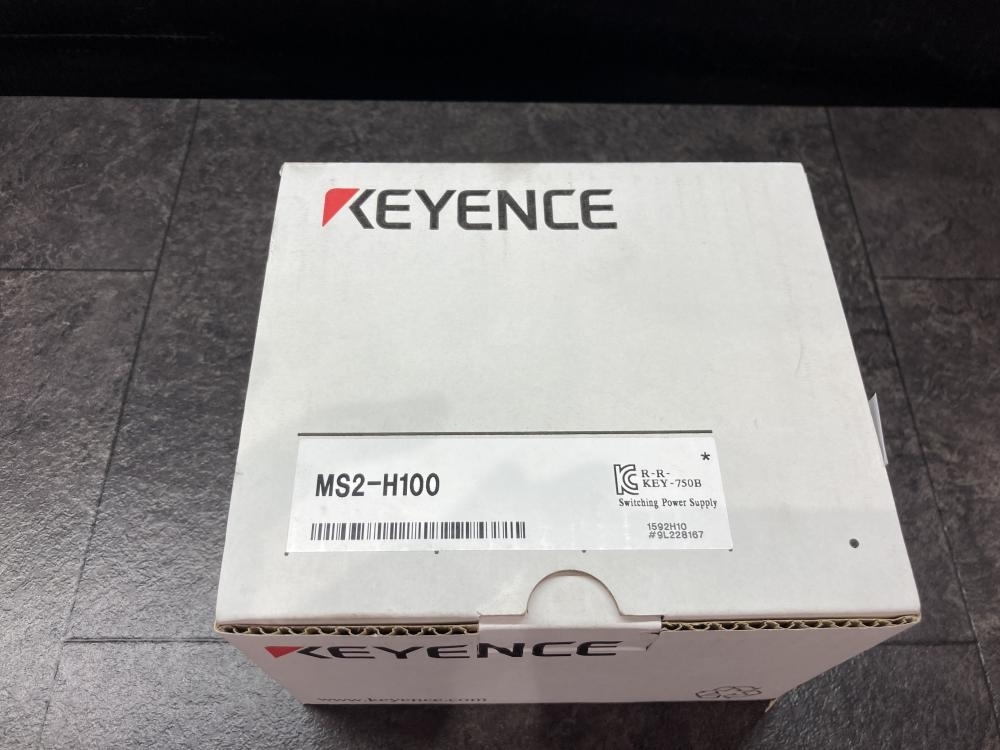 KEYENCE
MS2-H100
*
R-R-
KEY-750B
Switching Power Supply
1592H10
#9L228167
KEYENCE
www.keyence.com